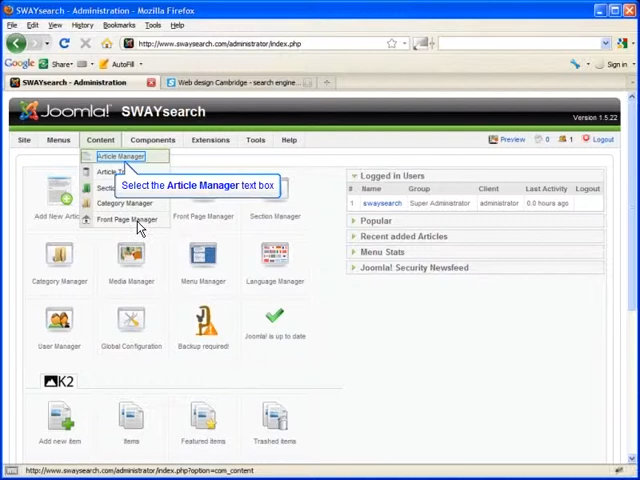 SWAYsearch - Administration - Mozilla Firefox
File Edit View History Bookmarks Tools Help
http://www.swaysearch.com/administrator/index.php
Google Share AutoFill Sign in
SWAYsearch - Administration Web design Cambridge - search engine...
Joomla! SWAYsearch Version 1.5.22
Site Menus Content Components Extensions Tools Help Preview 0 1 Logout
Article Manager
Article Tr
Select the Article Manager text box
Secti
Category Manager
Front Page Manager
Add New Artic Front Page Manager Section Manager
Category Manager Media Manager Menu Manager Language Manager
User Manager Global Configuration Backup required! Joomla! is up to date
K2
Add new item Items Featured items Trashed items
Logged in Users
# Name Group Client Last Activity Logout
1 swaysearch Super Administrator administrator 0.0 hours ago
Popular
Recent added Articles
Menu Stats
Joomla! Security Newsfeed
http://www.swaysearch.com/administrator/index.php?option=com_content